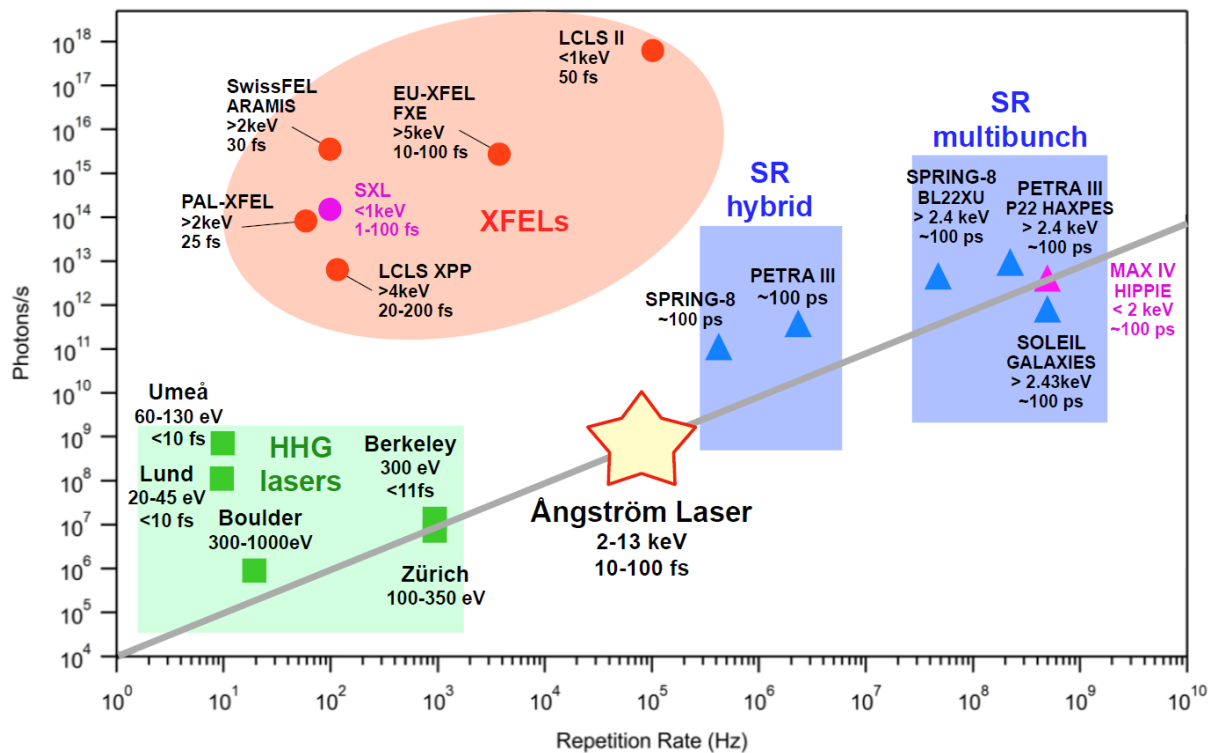 Photons/s
10^18
10^17
10^16
10^15
10^14
10^13
10^12
10^11
10^10
10^9
10^8
10^7
10^6
10^5
10^4
LCLS II
<1keV
50 fs
SwissFEL
ARAMIS
>2keV
30 fs
EU-XFEL
FXE
>5keV
10-100 fs
PAL-XFEL
>2keV
25 fs
SXL
<1keV
1-100 fs
XFELs
LCLS XPP
>4keV
20-200 fs
SR
hybrid
SPRING-8
~100 ps
PETRA III
~100 ps
SR
multibunch
SPRING-8
BL22XU
> 2.4 keV
~100 ps
PETRA III
P22 HAXPES
> 2.4 keV
~100 ps
MAX IV
HIPPIE
< 2 keV
~100 ps
SOLEIL
GALAXIES
> 2.43keV
~100 ps
Umeå
60-130 eV
<10 fs
Lund
20-45 eV
<10 fs
HHG
lasers
Boulder
300-1000eV
Berkeley
300 eV
<11fs
Zürich
100-350 eV
Ångström Laser
2-13 keV
10-100 fs
10^0
10^1
10^2
10^3
10^4
10^5
10^6
10^7
10^8
10^9
10^10
Repetition Rate (Hz)